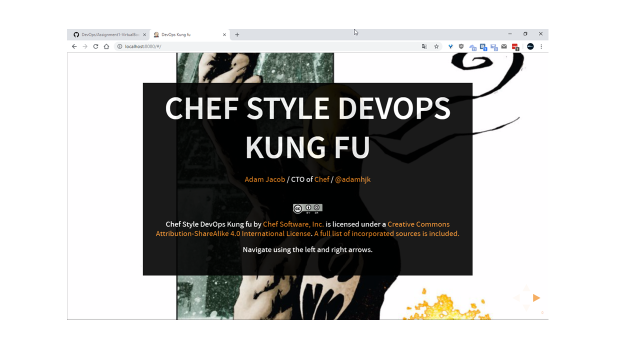 DevOps Kung fu
localhost:8080/#/
CHEF STYLE DEVOPS
KUNG FU
Adam Jacob / CTO of Chef / @adamhjk
Chef Style DevOps Kung fu by Chef Software, Inc. is licensed under a Creative Commons
Attribution-ShareAlike 4.0 International License. A full list of incorporated sources is included.
Navigate using the left and right arrows.